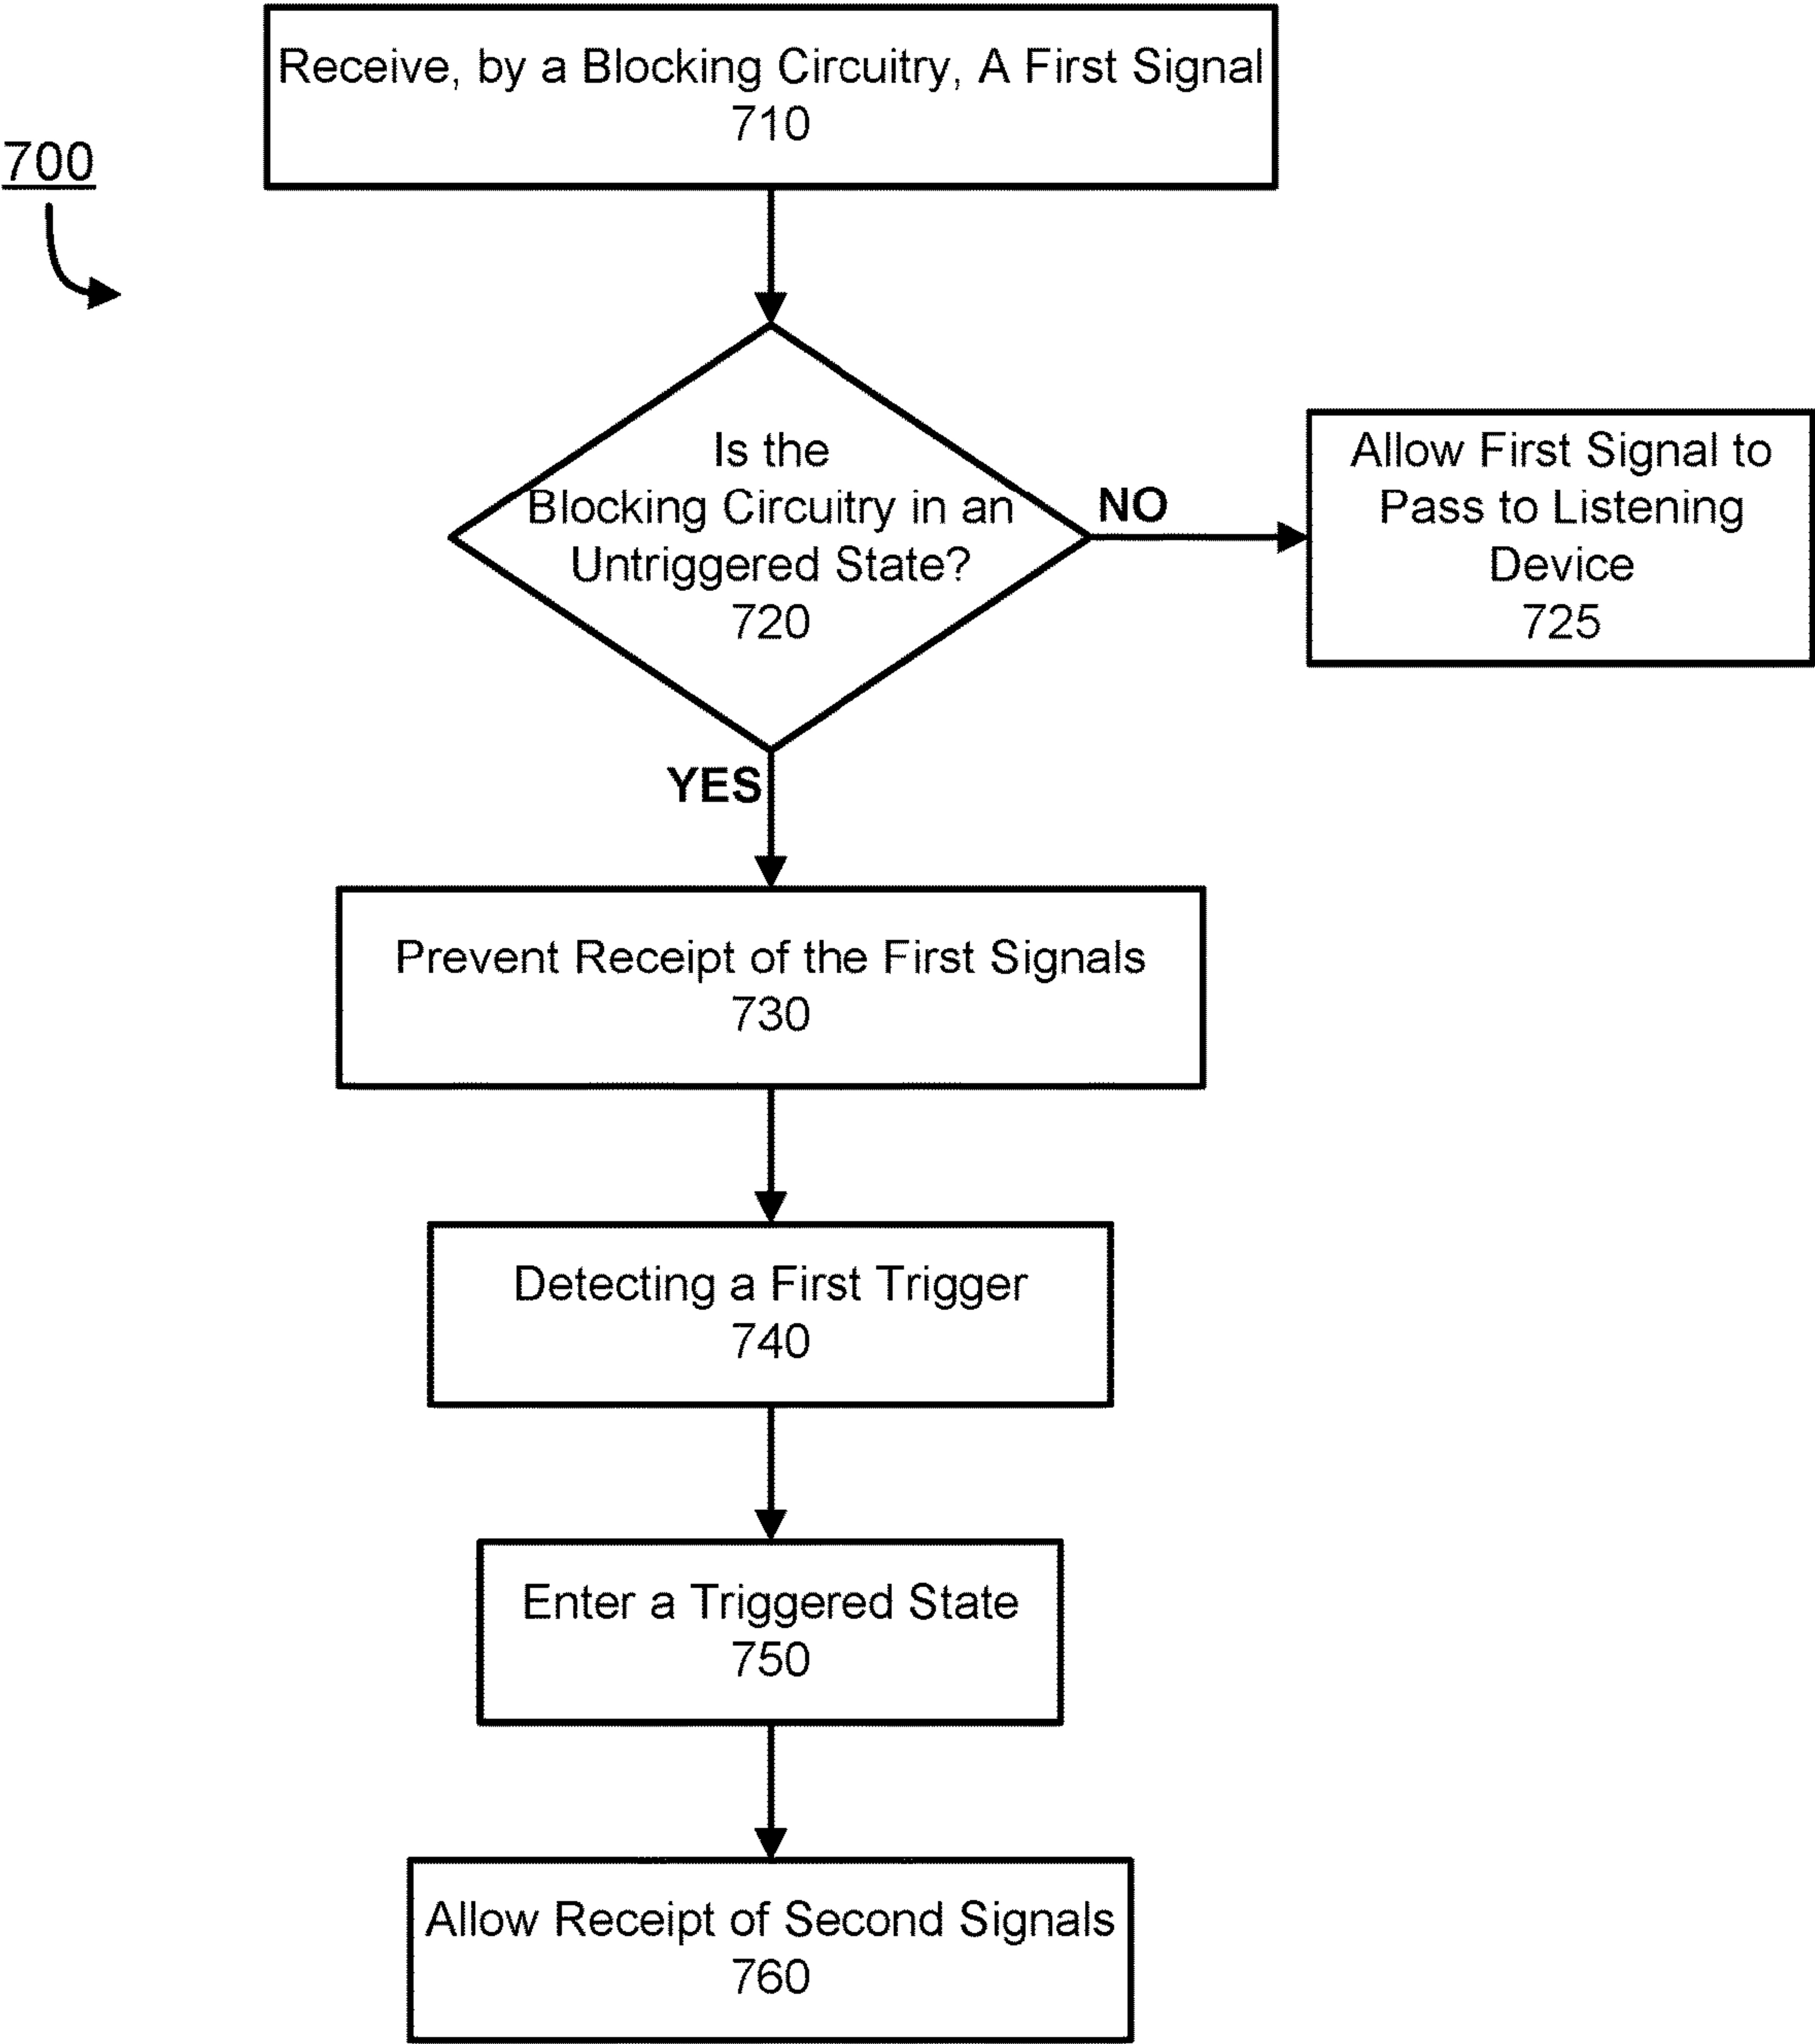 Receive, by a Blocking Circuitry, A First Signal
710
700
Is the
Blocking Circuitry in an
Untriggered State?
720
NO
Allow First Signal to
Pass to Listening
Device
725
YES
Prevent Receipt of the First Signals
730
Detecting a First Trigger
740
Enter a Triggered State
750
Allow Receipt of Second Signals
760